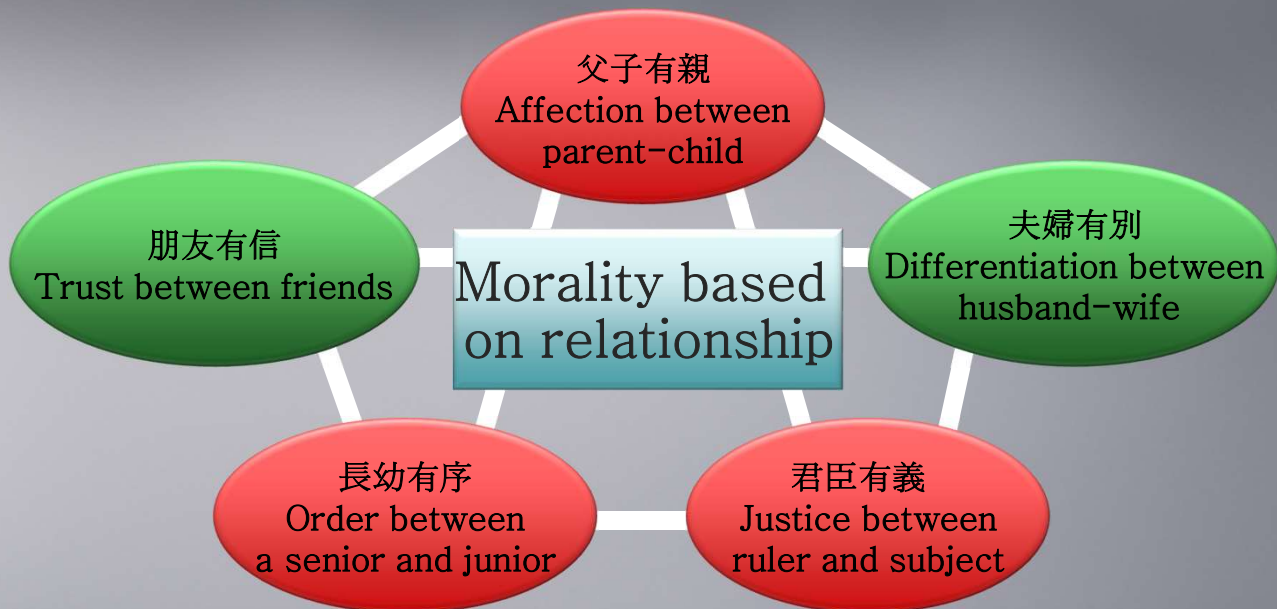 父子有親
Affection between
parent-child
朋友有信
Trust between friends
夫婦有別
Differentiation between
husband-wife
Morality based
on relationship
長幼有序
Order between
a senior and junior
君臣有義
Justice between
ruler and subject